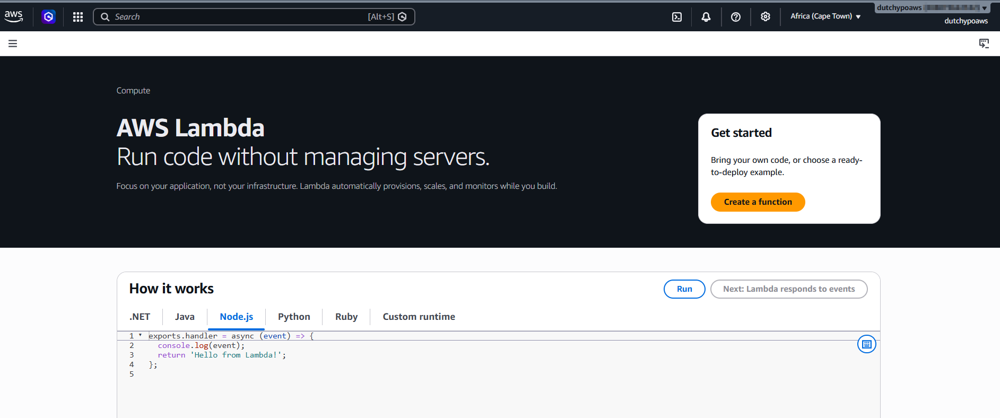 aws
Search
[Alt+S]
Africa (Cape Town)
dutchypoaws
dutchypoaws
Compute
AWS Lambda
Run code without managing servers.
Focus on your application, not your infrastructure. Lambda automatically provisions, scales, and monitors while you build.
Get started
Bring your own code, or choose a ready-
to-deploy example.
Create a function
How it works
Run
Next: Lambda responds to events
.NET
Java
Node.js
Python
Ruby
Custom runtime
1 exports.handler = async (event) => {
2 console.log(event);
3 return 'Hello from Lambda!';
4 };
5